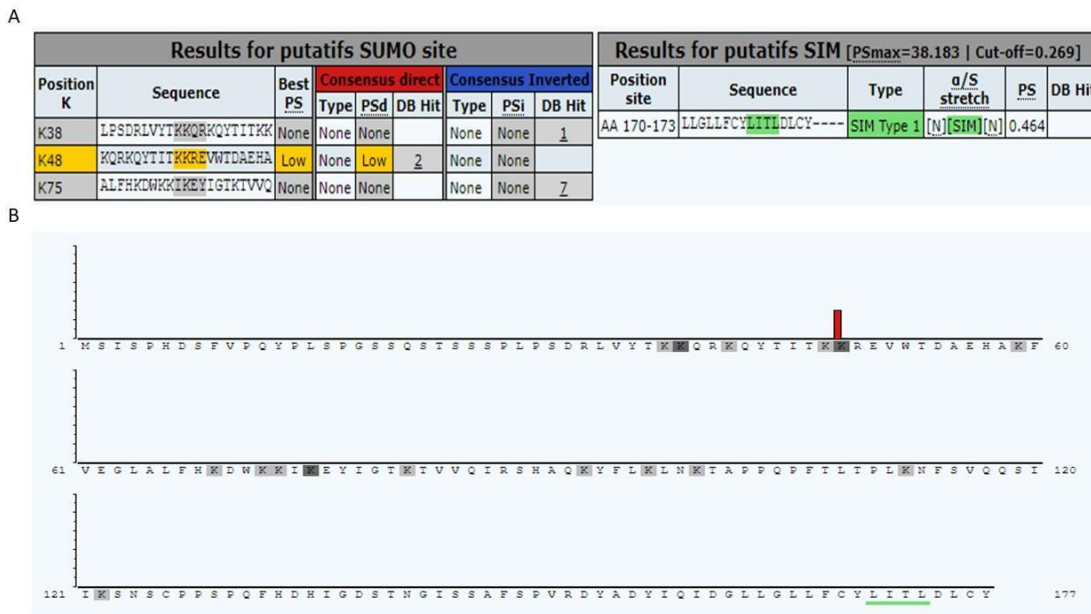 A
Results for putatifs SUMO site
Position K Sequence Best PS Consensus direct Consensus Inverted
Type PSd DB Hit Type PSi DB Hit
K38 LPSDRLVYTKKQRKQYTITKK None None None None None 1
K48 KQRKQYTITKKREVWTDAEHA Low None Low 2 None None
K75 ALFHKDWKKIKEYIGTKTVVQ None None None None None 7
Results for putatifs SIM [PSmax=38.183 | Cut-off=0.269]
Position site Sequence Type α/S stretch PS DB Hit
AA 170-173 LLGLLFCYLITLDLCY---- SIM Type 1 [N][SIM][N] 0.464
B
1 M S I S P H D S F V P Q Y P L S P G S S Q S T S S S P L P S D R L V Y T K K Q R K Q Y T I T K K R E V W T D A E H A K F 60
61 V E G L A L F H K D W K K I K E Y I G T K T V V Q I R S H A Q K Y F L K L N K T A P P Q P F T L T P L K N F S V Q Q S I 120
121 I K S N S C P P S P Q F H D H I G D S T N G I S T A F S P V R D Y A D Y I Q I D G L L G L L F C Y L I T L D L C Y 177